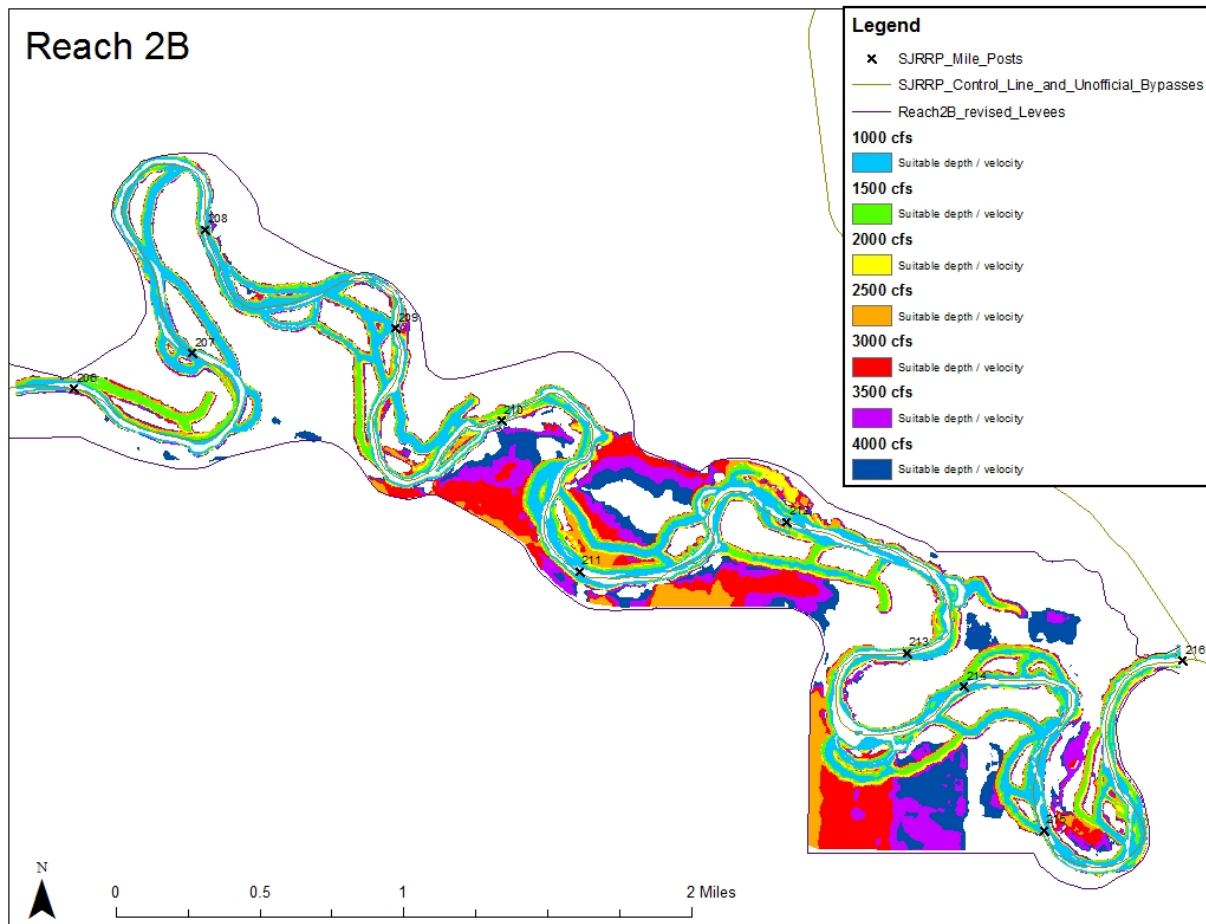 Reach 2B
Legend
SJRRP_Mile_Posts
SJRRP_Control_Line_and_Unofficial_Bypasses
Reach2B_revised_Levees
1000 cfs
Suitable depth / velocity
1500 cfs
Suitable depth / velocity
2000 cfs
Suitable depth / velocity
2500 cfs
Suitable depth / velocity
3000 cfs
Suitable depth / velocity
3500 cfs
Suitable depth / velocity
4000 cfs
Suitable depth / velocity
208
209
207
206
210
212
211
213
216
214
215
N
0 0.5 1 2 Miles